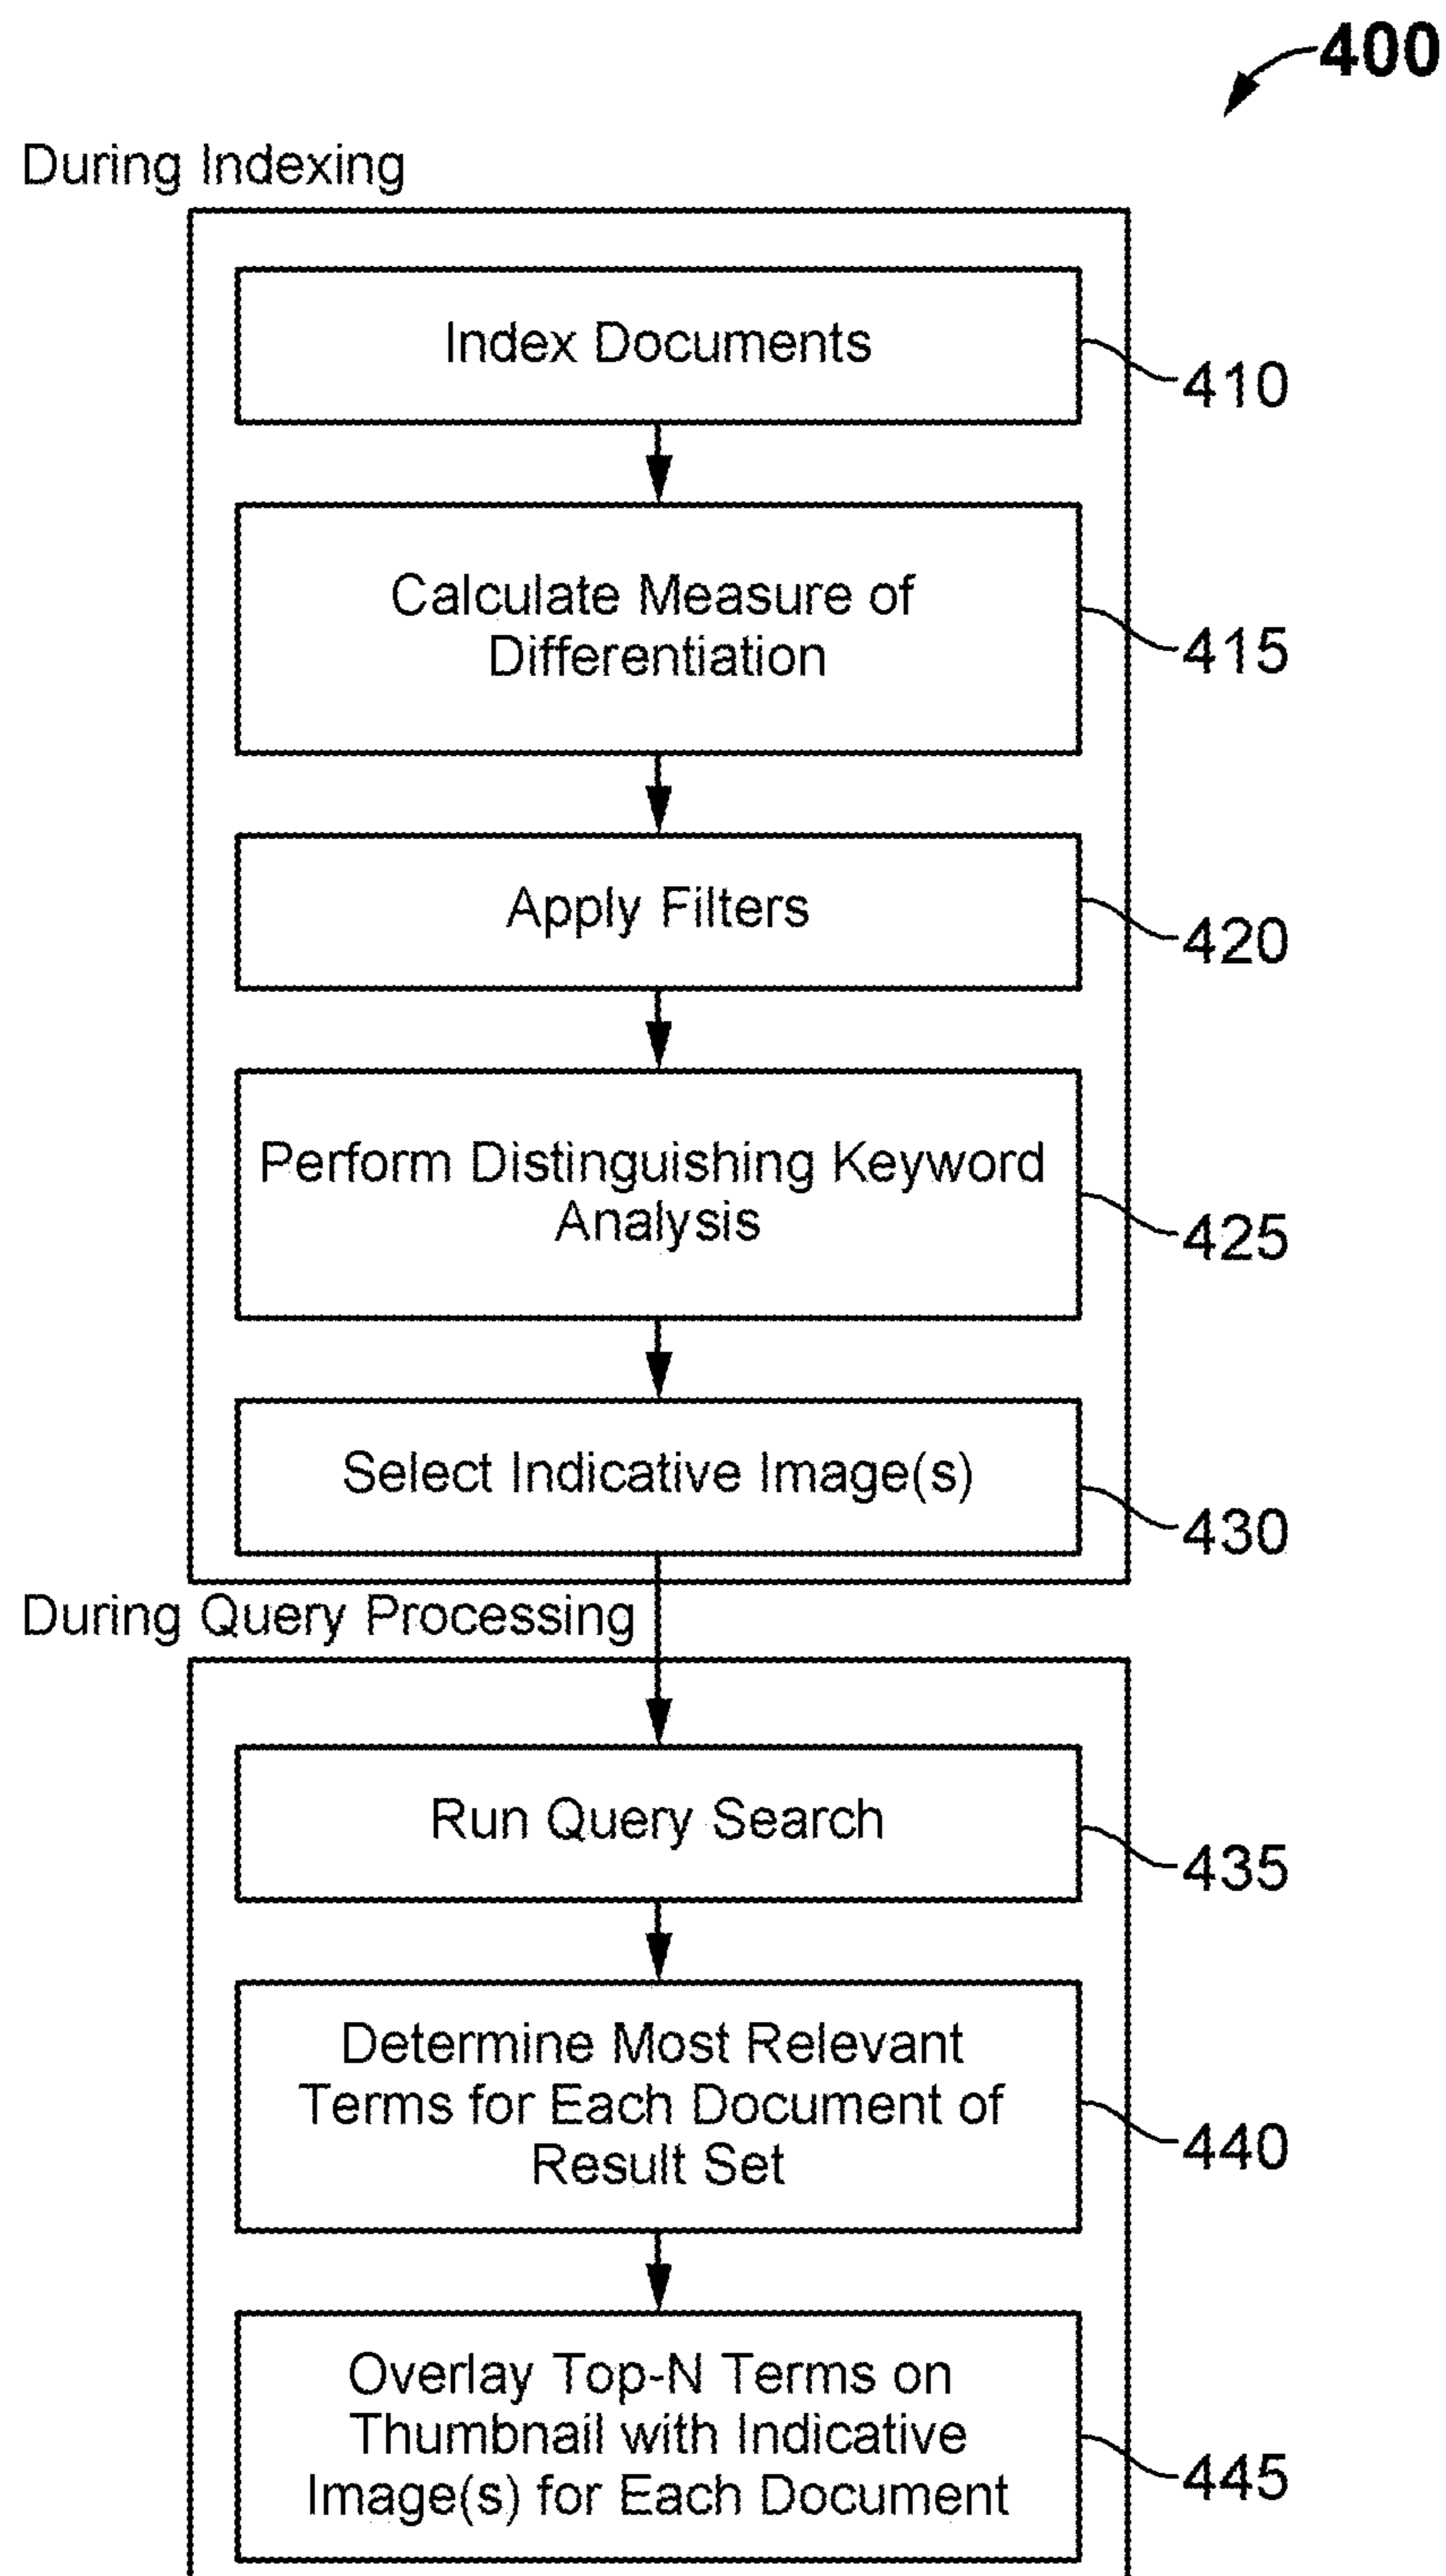 400
During Indexing
Index Documents
410
Calculate Measure of
Differentiation
415
Apply Filters
420
Perform Distinguishing Keyword
Analysis
425
Select Indicative Image(s)
430
During Query Processing
Run Query Search
435
Determine Most Relevant
Terms for Each Document of
Result Set
440
Overlay Top-N Terms on
Thumbnail with Indicative
Image(s) for Each Document
445